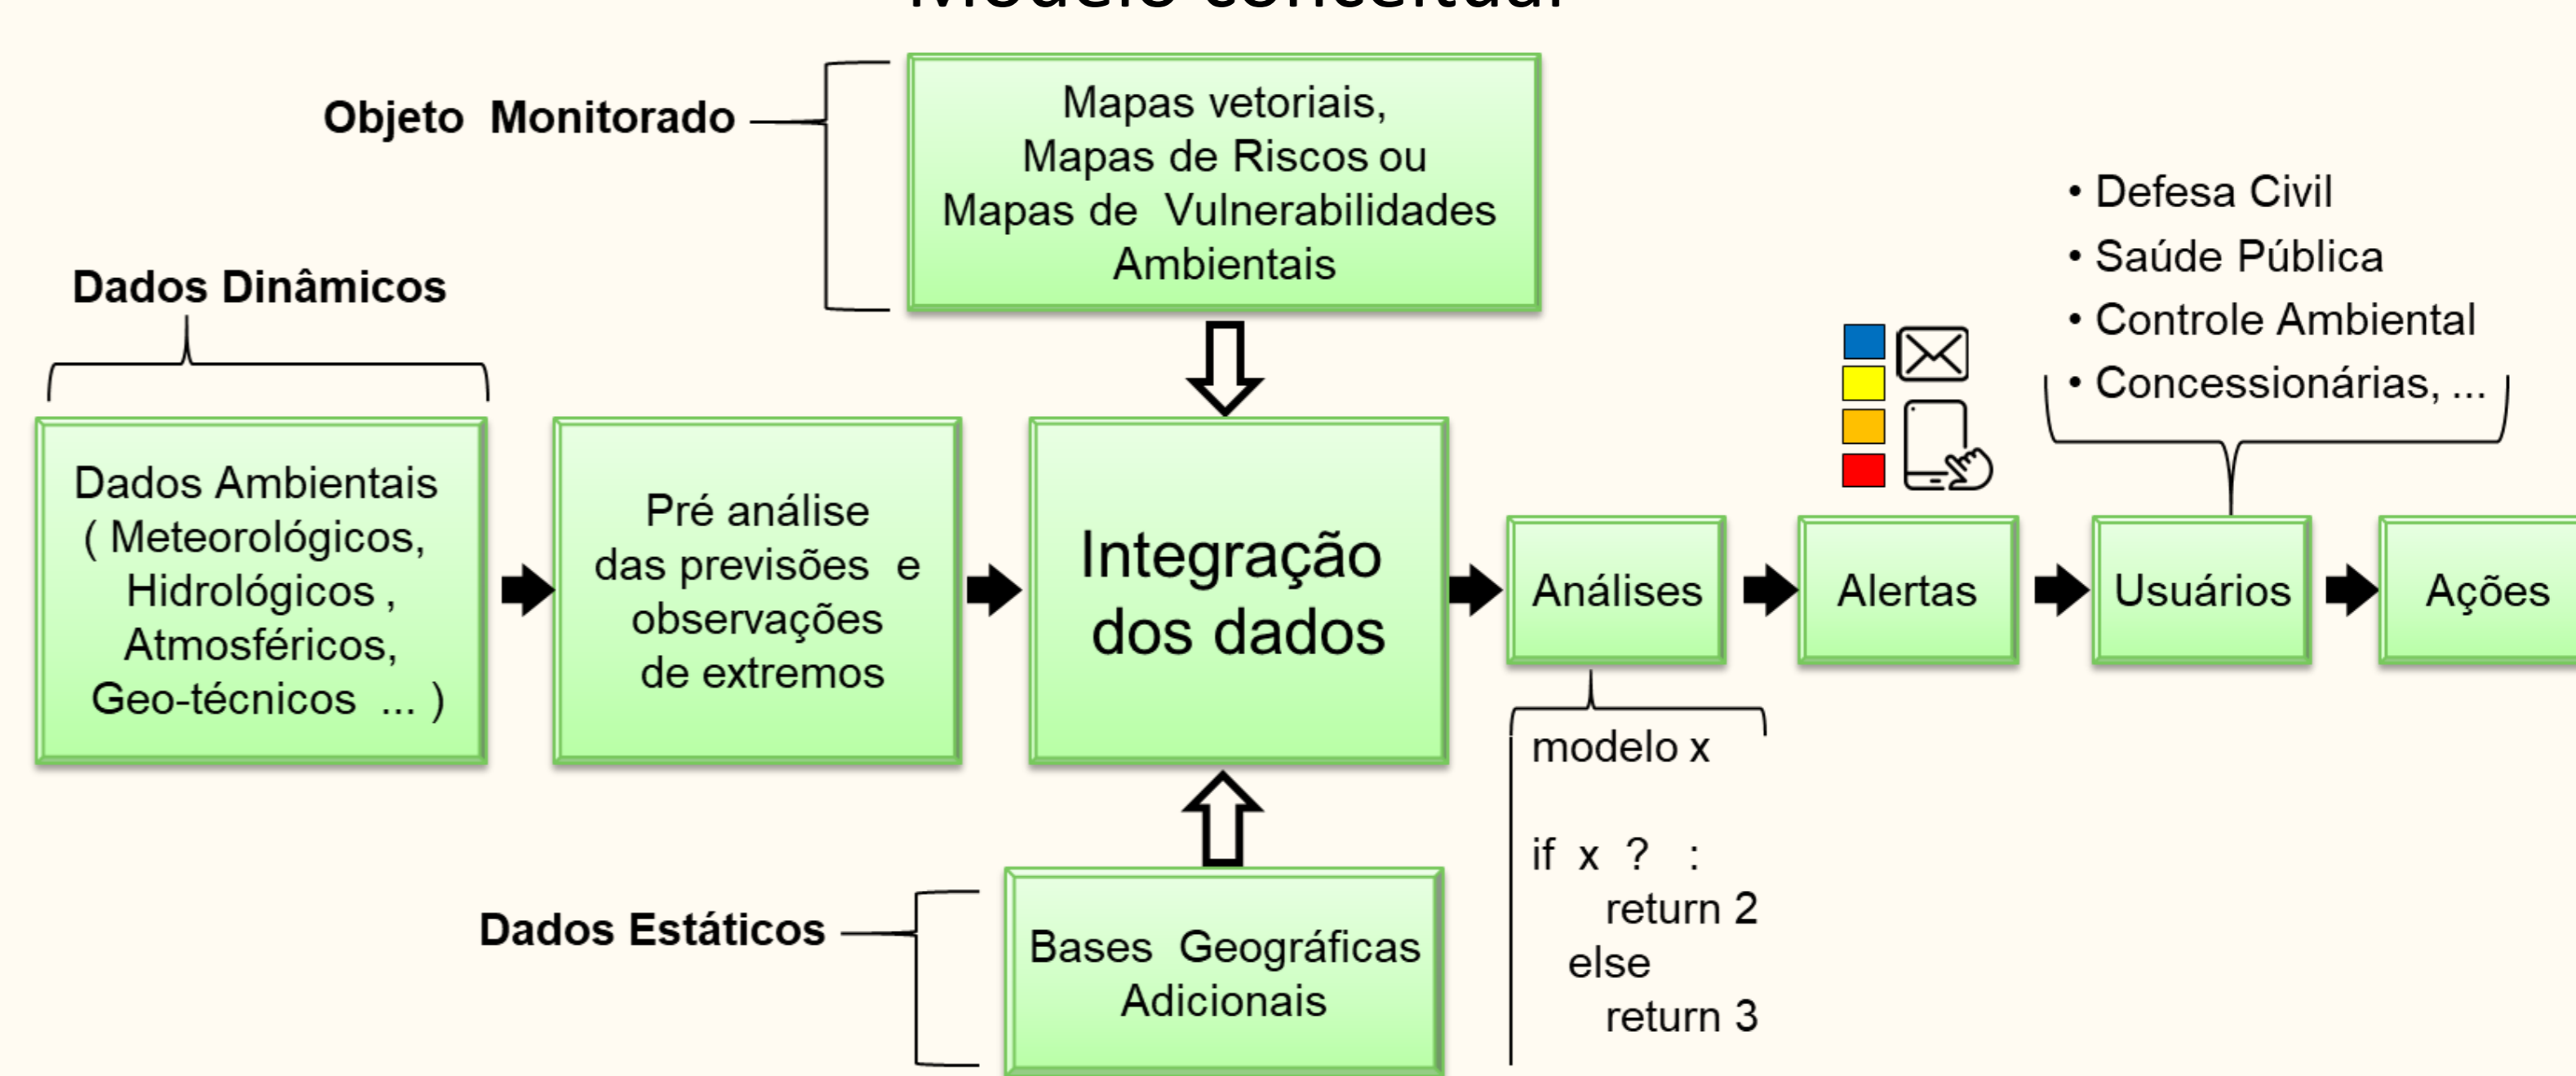 Modelo conceitual
Objeto Monitorado
Mapas vetoriais,
Mapas de Riscos ou
Mapas de Vulnerabilidades
Ambientais
Dados Dinâmicos
Dados Ambientais
( Meteorológicos,
Hidrológicos ,
Atmosféricos,
Geo-técnicos ... )
Pré análise
das previsões e
observações
de extremos
Integração
dos dados
Análises
Alertas
• Defesa Civil
• Saúde Pública
• Controle Ambiental
• Concessionárias, ...
Usuários
Ações
modelo x
if x ? :
return 2
else
return 3
Dados Estáticos
Bases Geográficas
Adicionais